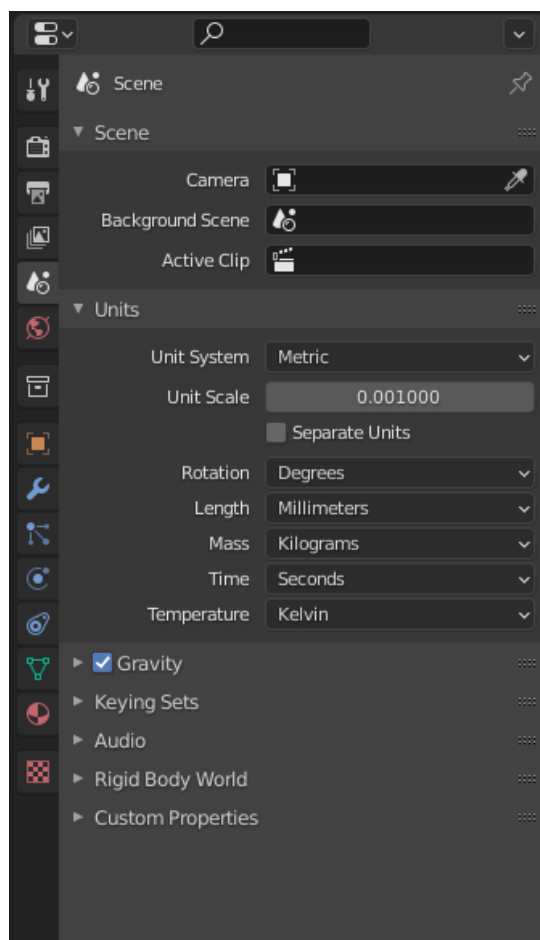 Scene
Scene
Camera
Background Scene
Active Clip
Units
Unit System Metric
Unit Scale 0.001000
Separate Units
Rotation Degrees
Length Millimeters
Mass Kilograms
Time Seconds
Temperature Kelvin
Gravity
Keying Sets
Audio
Rigid Body World
Custom Properties